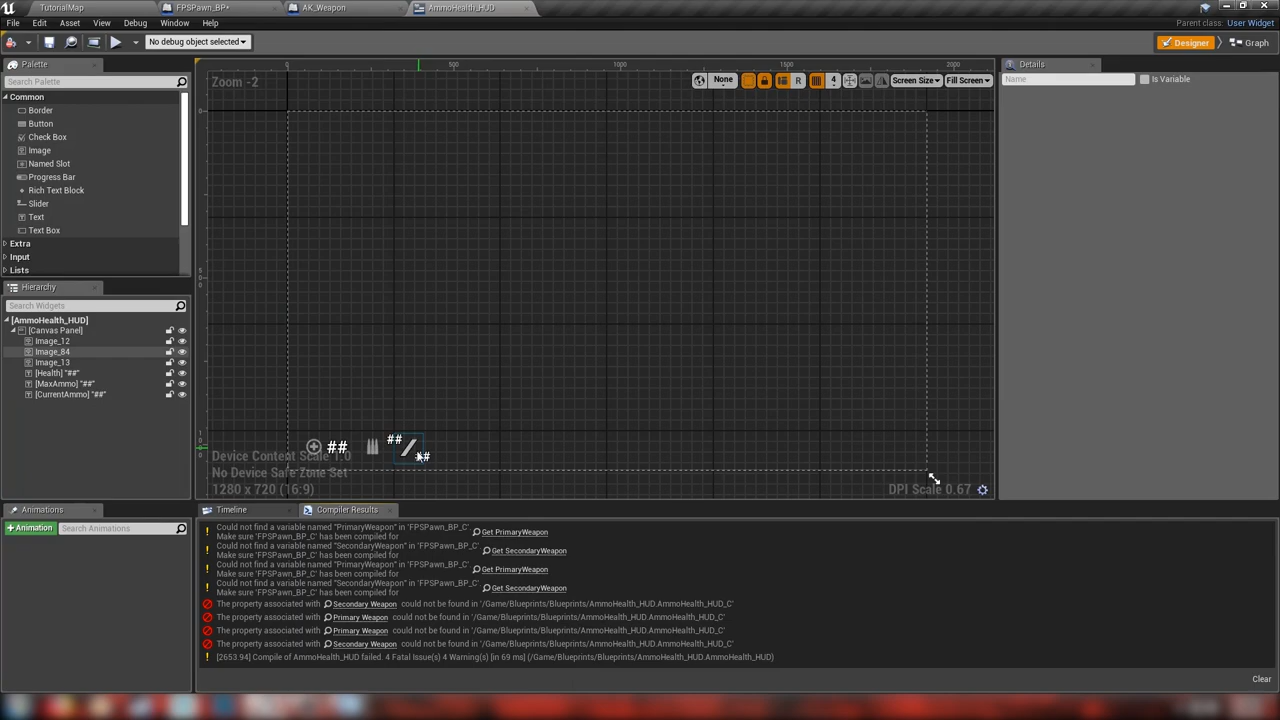 TutorialMap
FPSPawn_BP*
AK_Weapon
AmmoHealth_HUD
File Edit Asset View Debug Window Help
Parent class: User Widget
No debug object selected
Designer
Graph
Palette
Search Palette
Common
Border
Button
Check Box
Image
Named Slot
Progress Bar
Rich Text Block
Slider
Text
Text Box
Extra
Input
Lists
Hierarchy
Search Widgets
[AmmoHealth_HUD]
[Canvas Panel]
Image_12
Image_84
Image_13
[Health] "##"
[MaxAmmo] "##"
[CurrentAmmo] "##"
Animations
+Animation
Search Animations
0 500 1000 1500 2000
Zoom -2
None
R
4
Screen Size
Fill Screen
##
##
##
Device Content Scale 1.0
No Device Safe Zone Set
1280 x 720 (16:9)
DPI Scale 0.67
Details
Name
Is Variable
Timeline
Compiler Results
Could not find a variable named "PrimaryWeapon" in 'FPSPawn_BP_C'
Make sure 'FPSPawn_BP_C' has been compiled for Get PrimaryWeapon
Could not find a variable named "SecondaryWeapon" in 'FPSPawn_BP_C'
Make sure 'FPSPawn_BP_C' has been compiled for Get SecondaryWeapon
Could not find a variable named "PrimaryWeapon" in 'FPSPawn_BP_C'
Make sure 'FPSPawn_BP_C' has been compiled for Get PrimaryWeapon
Could not find a variable named "SecondaryWeapon" in 'FPSPawn_BP_C'
Make sure 'FPSPawn_BP_C' has been compiled for Get SecondaryWeapon
The property associated with Secondary Weapon could not be found in '/Game/Blueprints/Blueprints/AmmoHealth_HUD.AmmoHealth_HUD_C'
The property associated with Primary Weapon could not be found in '/Game/Blueprints/Blueprints/AmmoHealth_HUD.AmmoHealth_HUD_C'
The property associated with Primary Weapon could not be found in '/Game/Blueprints/Blueprints/AmmoHealth_HUD.AmmoHealth_HUD_C'
The property associated with Secondary Weapon could not be found in '/Game/Blueprints/Blueprints/AmmoHealth_HUD.AmmoHealth_HUD_C'
[2653.94] Compile of AmmoHealth_HUD failed. 4 Fatal Issue(s) 4 Warning(s) [in 69 ms] (/Game/Blueprints/Blueprints/AmmoHealth_HUD.AmmoHealth_HUD)
Clear